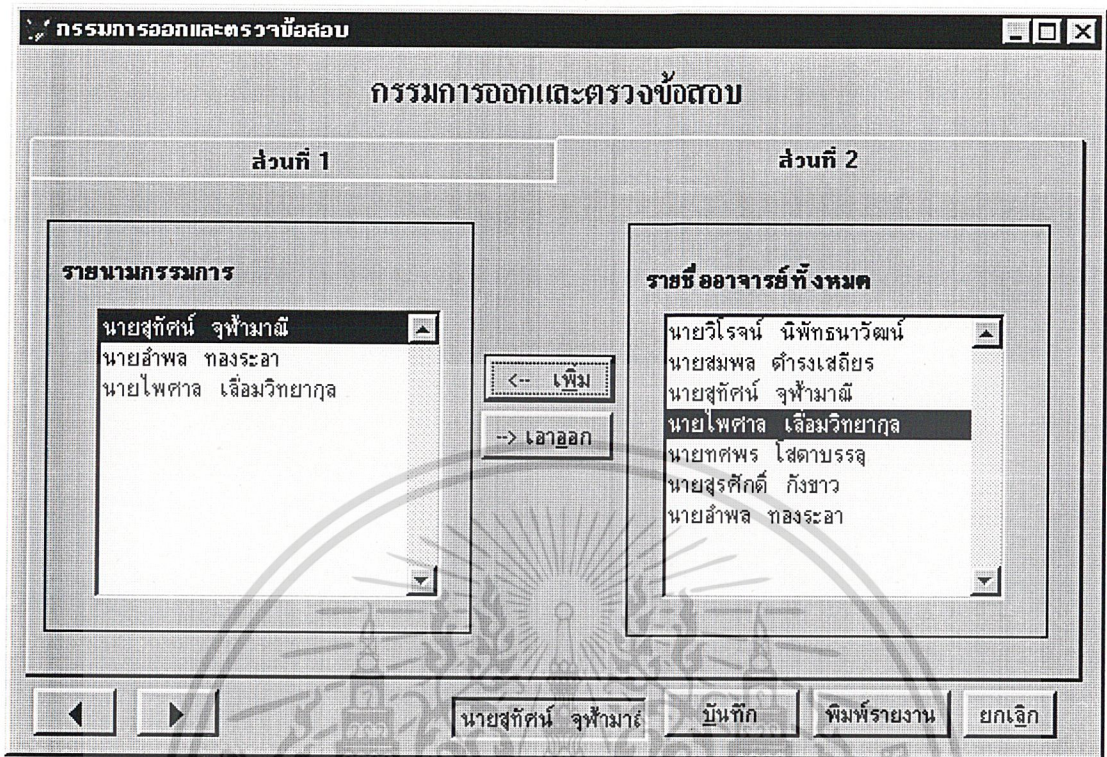 กรรมการออกและตรวจข้อสอบ
กรรมการออกและตรวจข้อสอบ
ส่วนที่ 1
ส่วนที่ 2
รายนามกรรมการ
นายสุทัศน์ จุฬ้ามาณี
นายอำพล ทองระอา
นายไพศาล เลื่อมวิทยากุล
<-- เพิ่ม
--> เอาออก
รายชื่ออาจารย์ทั้งหมด
นายวิโรจน์ นิพัทธนาวัฒน์
นายสมพล ดำรงเสถียร
นายสุทัศน์ จุฬ้ามาณี
นายไพศาล เลื่อมวิทยากุล
นายทศพร โสดาบรรลุ
นายสุรศักดิ์ กังขาว
นายอำพล ทองระอา
นายสุทัศน์ จุฬ้ามาณ๊
บันทึก
พิมพ์รายงาน
ยกเลิก